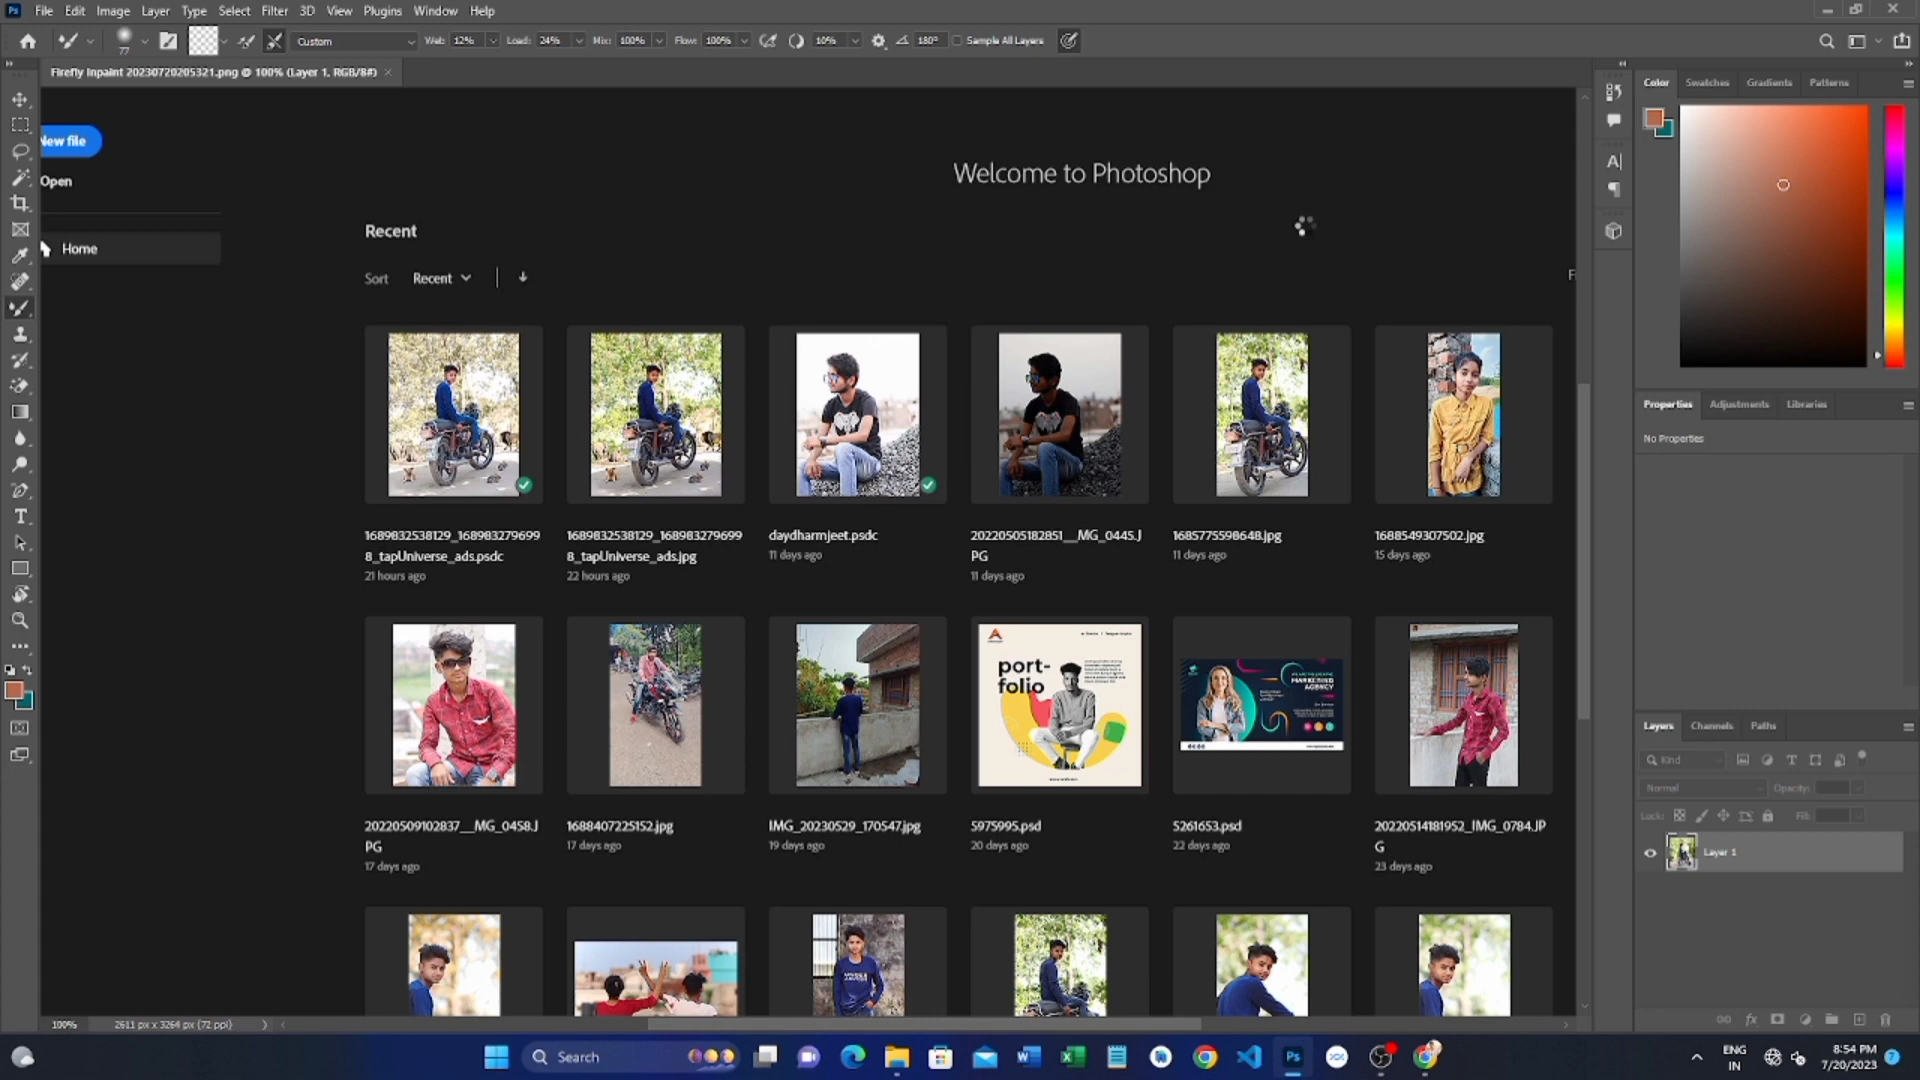 Ps File Edit Image Layer Type Select Filter 3D View Plugins Window Help
77 Custom Wet: 12% Load: 24% Mix: 100% Flow: 100% 10% 180° Sample All Layers
Firefly Inpaint 20230720205321.png @ 100% (Layer 1, RGB/8#) ×
New file
Open
Home
Welcome to Photoshop
Recent
Sort Recent
F
1689832538129_168983279699
8_tapUniverse_ads.psdc
21 hours ago
1689832538129_168983279699
8_tapUniverse_ads.jpg
22 hours ago
daydharmjeet.psdc
11 days ago
20220505182851__MG_0445.J
PG
11 days ago
1685775598648.jpg
11 days ago
1688549307502.jpg
15 days ago
port-
folio
MARKETING
AGENCY
20220509102837__MG_0458.J
PG
17 days ago
1688407225152.jpg
17 days ago
IMG_20230529_170547.jpg
19 days ago
5975995.psd
20 days ago
5261653.psd
22 days ago
20220514181952_IMG_0784.JP
G
23 days ago
Color Swatches Gradients Patterns
Properties Adjustments Libraries
No Properties
Layers Channels Paths
Kind
Normal Opacity:
Lock: Fill:
Layer 1
100% 2611 px x 3264 px (72 ppi)
Search
Ps
ENG
IN
8:54 PM
7/20/2023
7